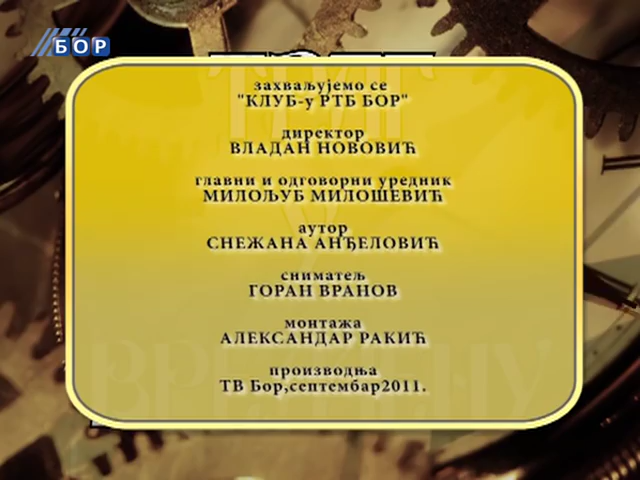 БОР
захваљујемо се
"КЛУБ-у РТБ БОР"
директор
ВЛАДАН НОВОВИЋ
главни и одговорни уредник
МИЛОЉУБ МИЛОШЕВИЋ
аутор
СНЕЖАНА АНЂЕЛОВИЋ
сниматељ
ГОРАН ВРАНОВ
монтажа
АЛЕКСАНДАР РАКИЋ
производња
ТВ Бор,септембар2011.